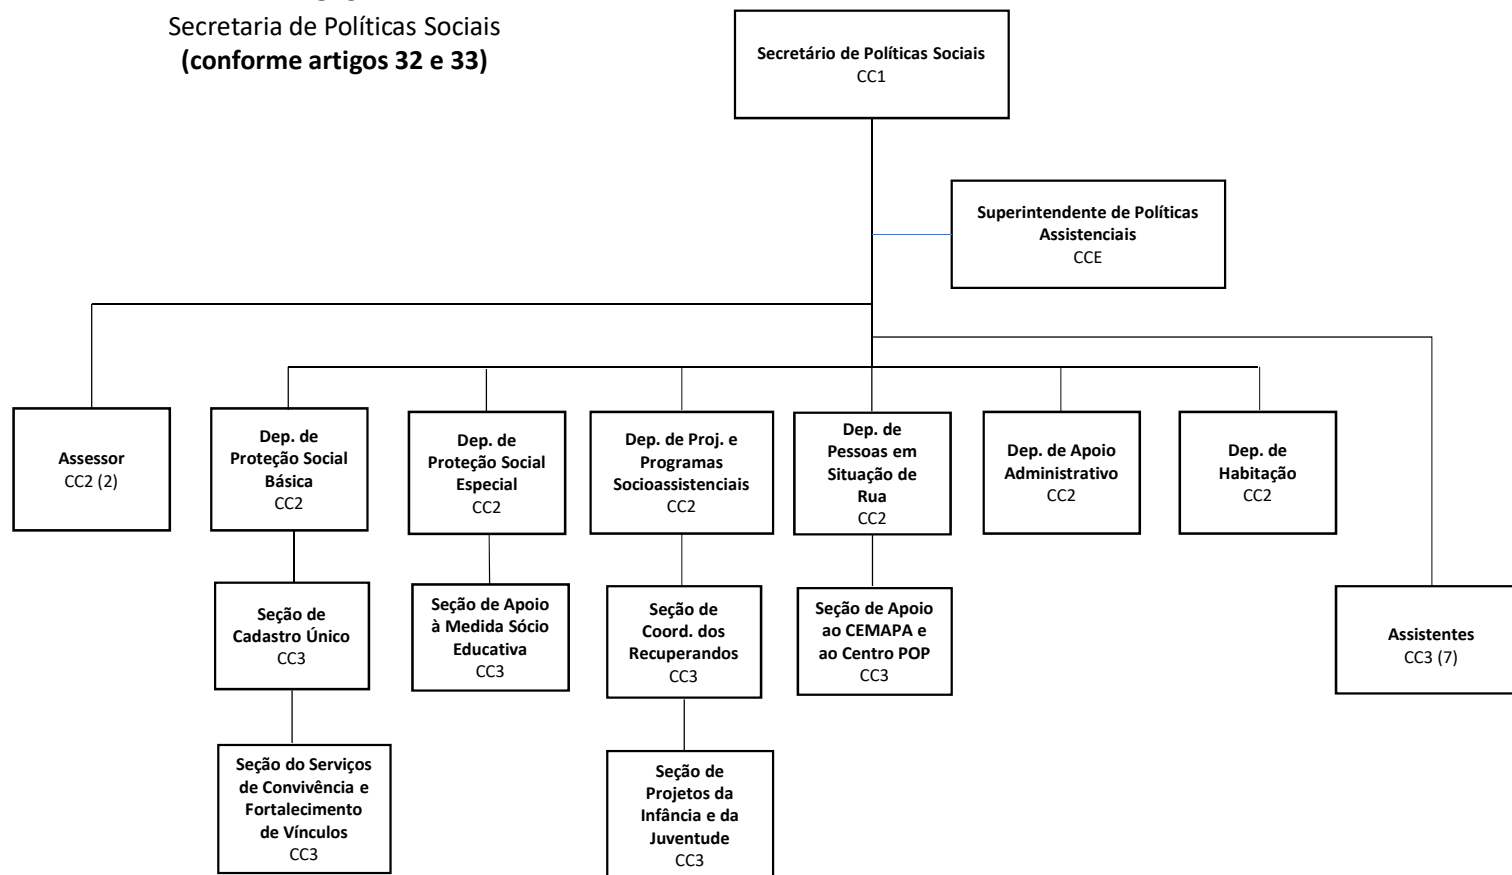 Secretaria de Políticas Sociais
(conforme artigos 32 e 33)
Secretário de Políticas Sociais
CC1
Superintendente de Políticas
Assistenciais
CCE
Assessor
CC2 (2)
Dep. de
Proteção Social
Básica
CC2
Dep. de
Proteção Social
Especial
CC2
Dep. de Proj. e
Programas
Socioassistenciais
CC2
Dep. de
Pessoas em
Situação de
Rua
CC2
Dep. de Apoio
Administrativo
CC2
Dep. de
Habitação
CC2
Seção de
Cadastro Único
CC3
Seção de Apoio
à Medida Sócio
Educativa
CC3
Seção de
Coord. dos
Recuperandos
CC3
Seção de Apoio
ao CEMAPA e
ao Centro POP
CC3
Assistentes
CC3 (7)
Seção do Serviços
de Convivência e
Fortalecimento
de Vínculos
CC3
Seção de
Projetos da
Infância e da
Juventude
CC3